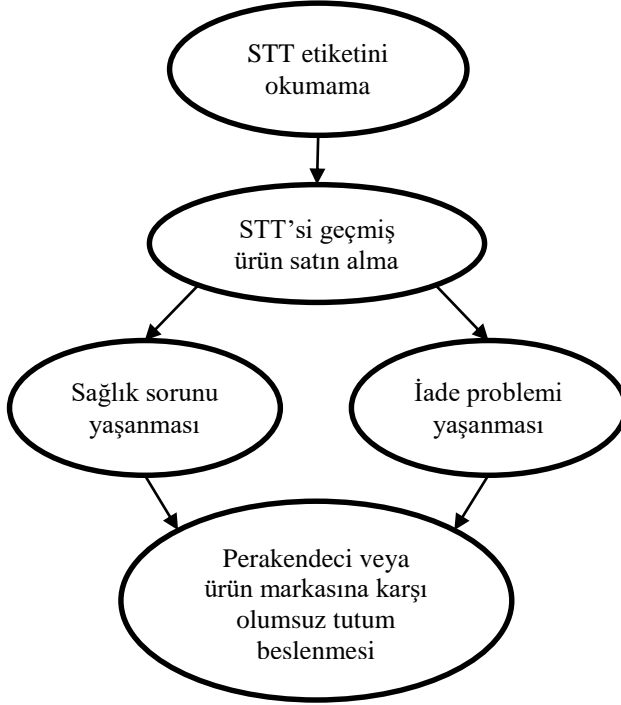 STT etiketini
okumama
STT’si geçmiş
ürün satın alma
Sağlık sorunu
yaşanması
İade problemi
yaşanması
Perakendeci veya
ürün markasına karşı
olumsuz tutum
beslenmesi